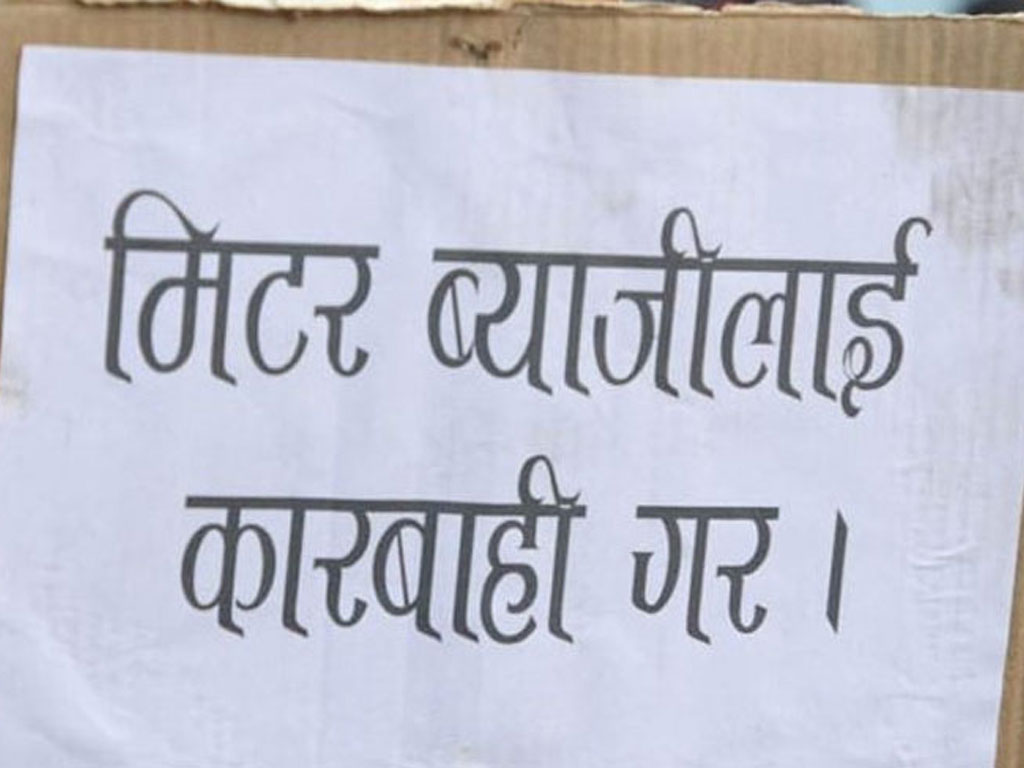 मिटर ब्याजीलाई
कारबाही गर ।